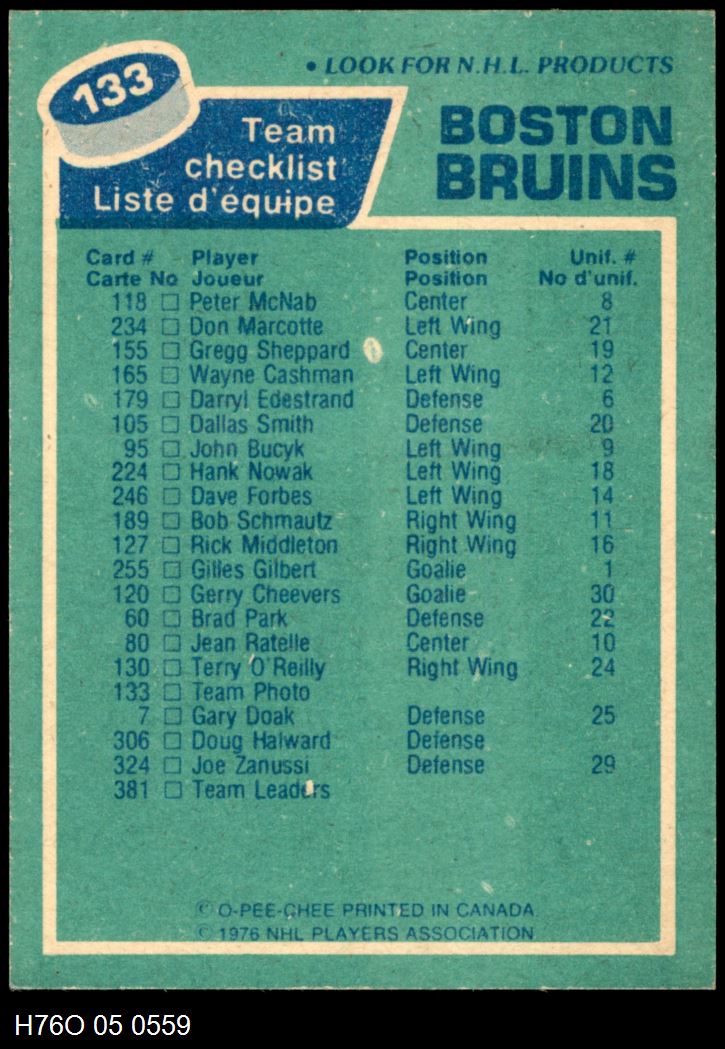 133
• LOOK FOR N.H.L. PRODUCTS
Team
checklist
Liste d'équipe
BOSTON
BRUINS
Card # Player Position Unif. #
Carte No Joueur Position No d'unif.
118 □ Peter McNab Center 8
234 □ Don Marcotte Left Wing 21
155 □ Gregg Sheppard Center 19
165 □ Wayne Cashman Left Wing 12
179 □ Darryl Edestrand Defense 6
105 □ Dallas Smith Defense 20
95 □ John Bucyk Left Wing 9
224 □ Hank Nowak Left Wing 18
246 □ Dave Forbes Left Wing 14
189 □ Bob Schmautz Right Wing 11
127 □ Rick Middleton Right Wing 16
255 □ Gilles Gilbert Goalie 1
120 □ Gerry Cheevers Goalie 30
60 □ Brad Park Defense 22
80 □ Jean Ratelle Center 10
130 □ Terry O'Reilly Right Wing 24
133 □ Team Photo
7 □ Gary Doak Defense 25
306 □ Doug Halward Defense
324 □ Joe Zanussi Defense 29
381 □ Team Leaders
© O-PEE-CHEE PRINTED IN CANADA
© 1976 NHL PLAYERS ASSOCIATION
H76O 05 0559